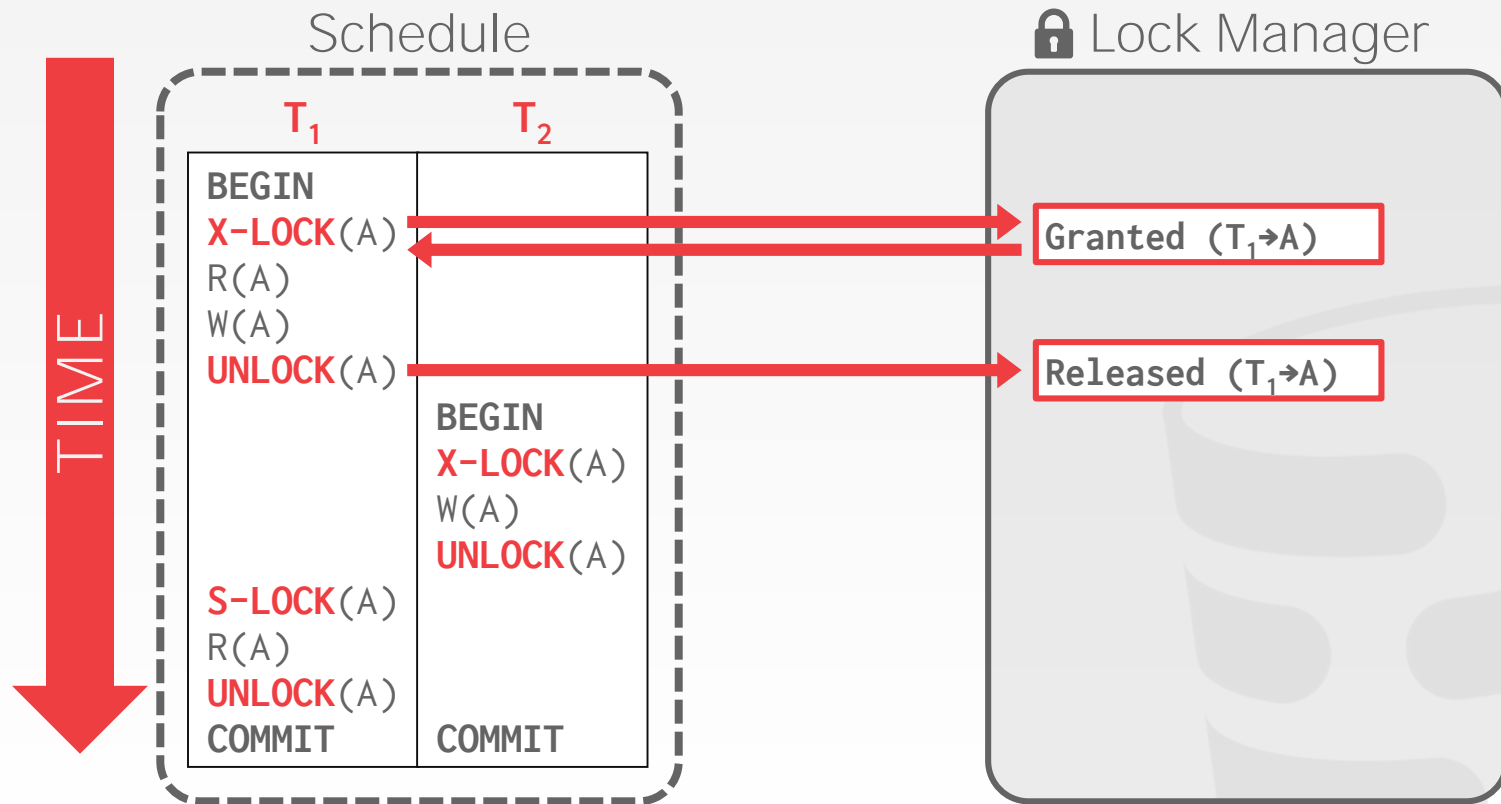 Schedule
Lock Manager
TIME
T1 T2
BEGIN
X-LOCK(A)
R(A)
W(A)
UNLOCK(A)
BEGIN
X-LOCK(A)
W(A)
UNLOCK(A)
S-LOCK(A)
R(A)
UNLOCK(A)
COMMIT COMMIT
Granted (T1→A)
Released (T1→A)